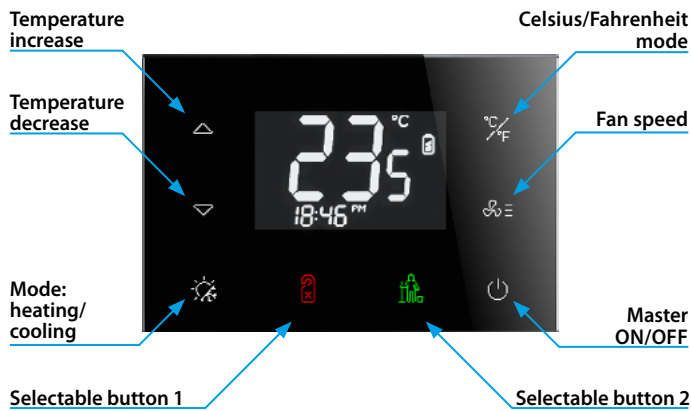 Temperature
increase
Celsius/Fahrenheit
mode
Temperature
decrease
°C
°C/°F
Fan speed
23.5
18:46 PM
Mode:
heating/
cooling
Master
ON/OFF
Selectable button 1
Selectable button 2